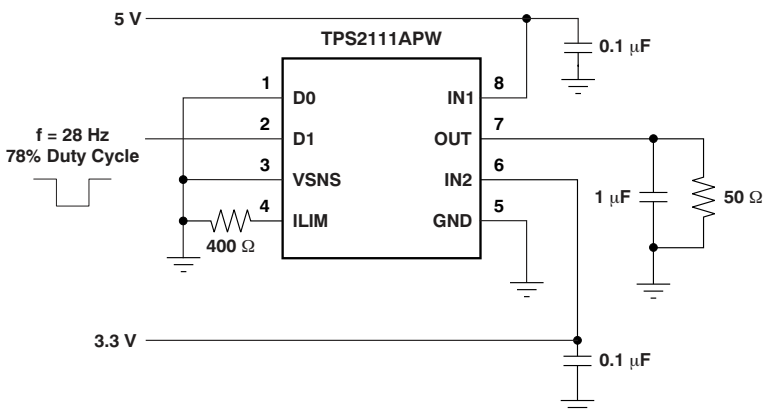 5 V
0.1 μF
TPS2111APW
1 D0 IN1 8
f = 28 Hz
78% Duty Cycle
2 D1 OUT 7
3 VSNS IN2 6
1 μF
50 Ω
4 ILIM GND 5
400 Ω
3.3 V
0.1 μF